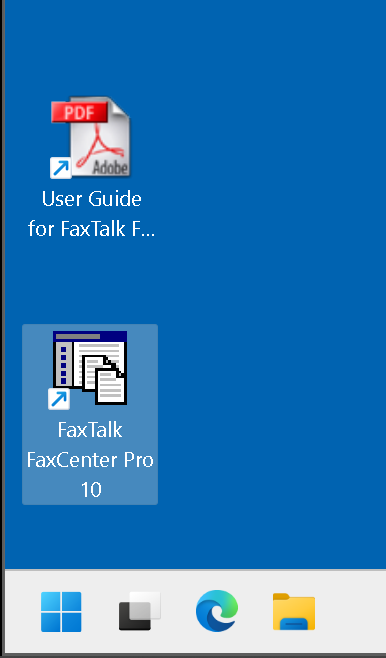 PDF
Adobe
User Guide
for FaxTalk F...
FaxTalk
FaxCenter Pro
10